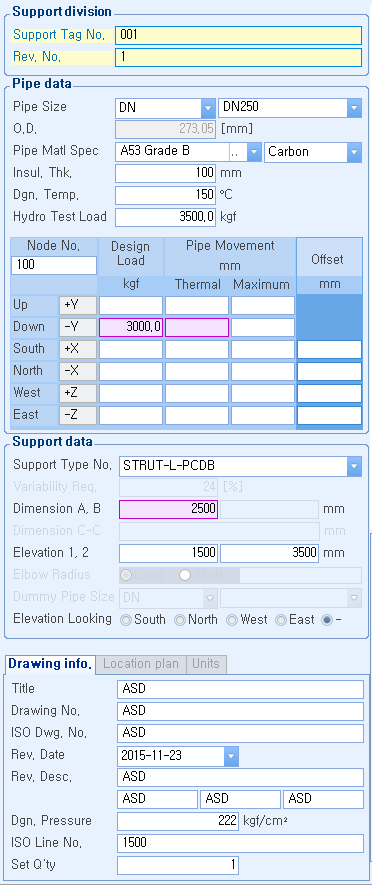 Support division
Support Tag No. 001
Rev. No. 1
Pipe data
Pipe Size DN DN250
O.D. 273.05 [mm]
Pipe Matl Spec A53 Grade B .. Carbon
Insul. Thk. 100 mm
Dgn. Temp. 150 ℃
Hydro Test Load 3500.0 kgf
Node No. Design Load Pipe Movement Offset
100 mm
kgf Thermal Maximum mm
Up +Y
Down -Y 3000.0
South +X
North -X
West +Z
East -Z
Support data
Support Type No. STRUT-L-PCDB
Variability Req. 24 [%]
Dimension A, B 2500 mm
Dimension C-C mm
Elevation 1, 2 1500 3500 mm
Elbow Radius
Dummy Pipe Size DN
Elevation Looking South North West East -
Drawing info. Location plan Units
Title ASD
Drawing No. ASD
ISO Dwg. No. ASD
Rev. Date 2015-11-23
Rev. Desc. ASD
ASD ASD ASD
Dgn. Pressure 222 kgf/cm²
ISO Line No. 1500
Set Q'ty 1